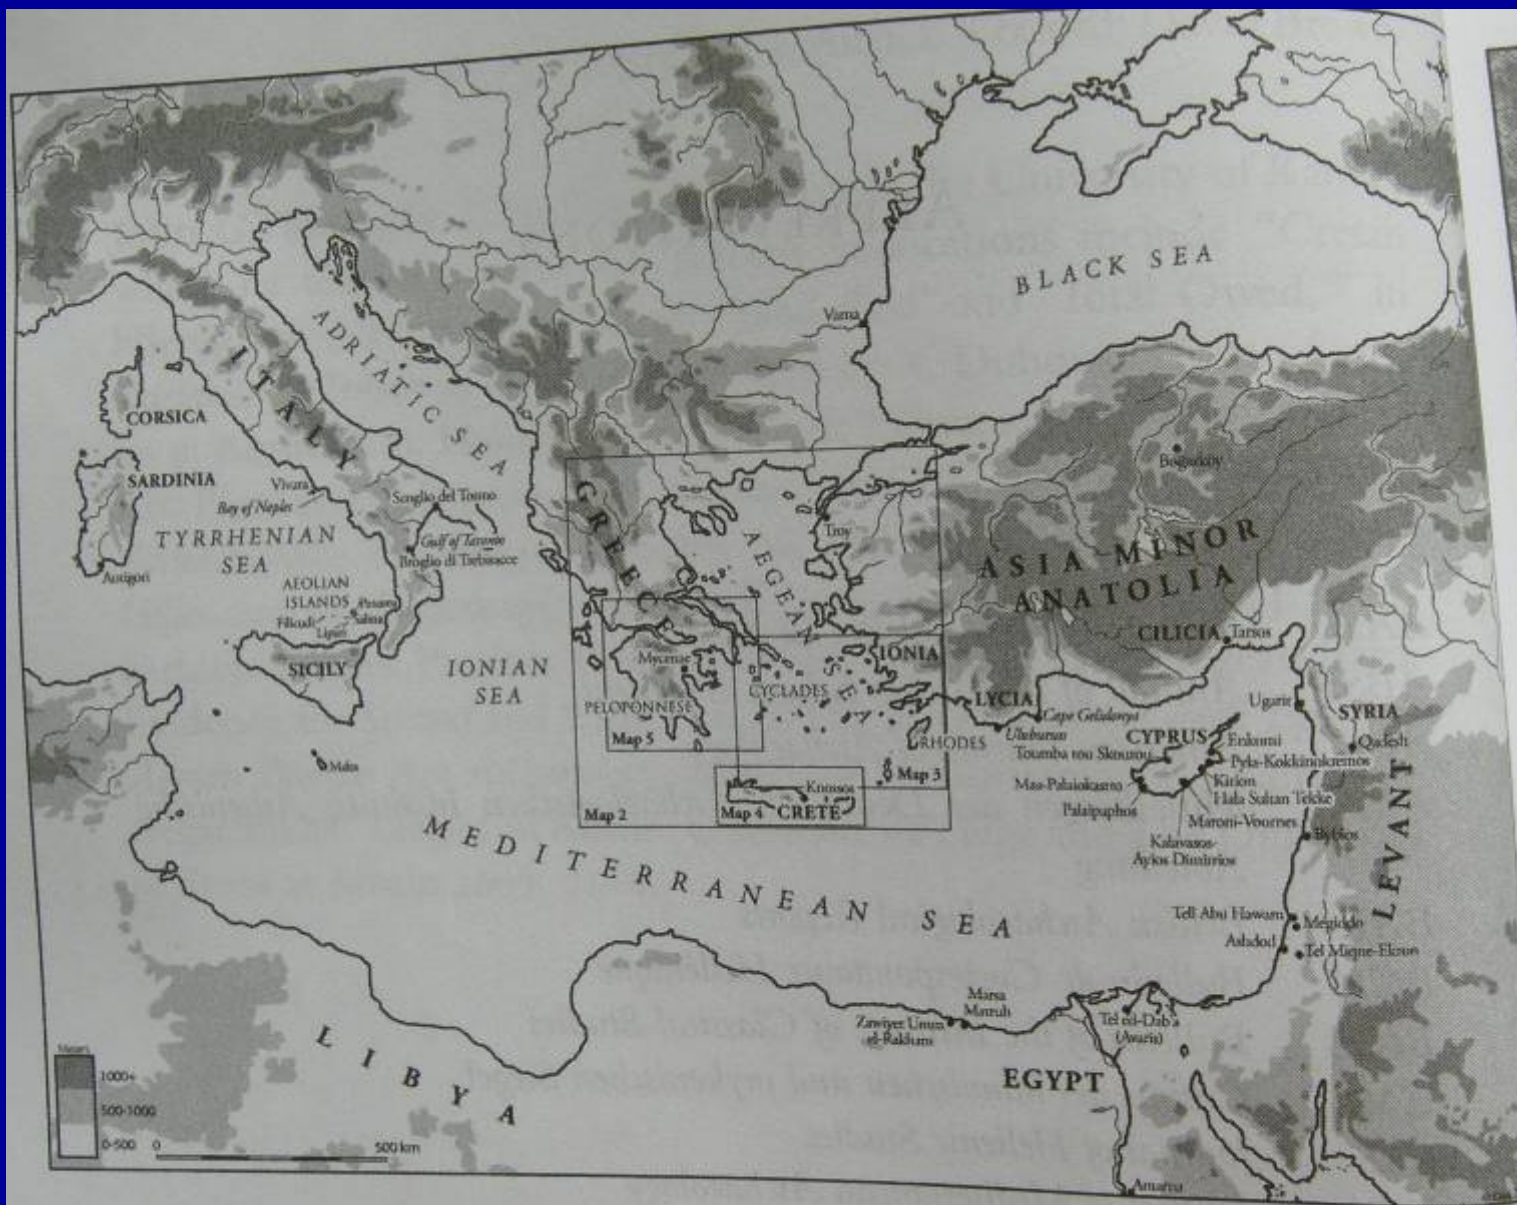 BLACK SEA
Varna
ADRIATIC SEA
ITALY
CORSICA
SARDINIA
Vivara
Bay of Naples
Scoglio del Tonno
Gulf of Taranto
Broglio di Trebisacce
TYRRHENIAN
SEA
Antigori
AEOLIAN
ISLANDS
Panarea
Filicudi
Salina
Lipari
SICILY
IONIAN
SEA
Malta
GREECE
AEGEAN SEA
Troy
Boğazköy
ASIA MINOR
ANATOLIA
CILICIA
Tarsos
IONIA
Mycenae
PELOPONNESE
CYCLADES
Map 5
LYCIA
Cape Gelidonya
Uluburun
RHODES
Map 3
Knossos
Map 4
CRETE
Map 2
CYPRUS
Toumba tou Skourou
Enkomi
Pyla-Kokkinokremos
Kition
Hala Sultan Tekke
Maa-Palaiokastro
Palaipaphos
Maroni-Vournes
Kalavasos-
Ayios Dimitrios
Ugarit
SYRIA
Qadesh
Byblos
LEVANT
MEDITERRANEAN SEA
Tell Abu Hawam
Megiddo
Ashdod
Tel Miqne-Ekron
Marsa
Matruh
Zawiyet Umm
el-Rakham
Tel ed-Dab'a
(Avaris)
EGYPT
LIBYA
Amarna
Meters
1000+
500-1000
0-500
0
500 km